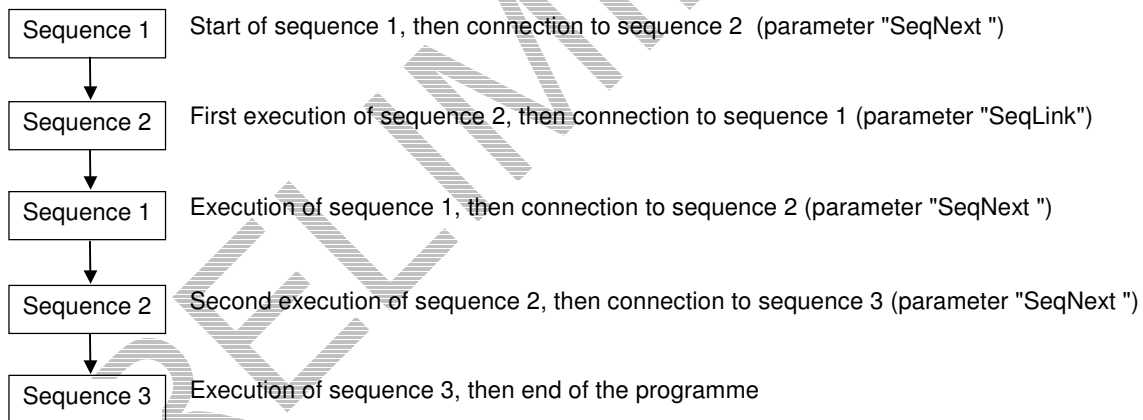 Sequence 1 Start of sequence 1, then connection to sequence 2 (parameter "SeqNext ")
Sequence 2 First execution of sequence 2, then connection to sequence 1 (parameter "SeqLink")
Sequence 1 Execution of sequence 1, then connection to sequence 2 (parameter "SeqNext ")
Sequence 2 Second execution of sequence 2, then connection to sequence 3 (parameter "SeqNext ")
Sequence 3 Execution of sequence 3, then end of the programme